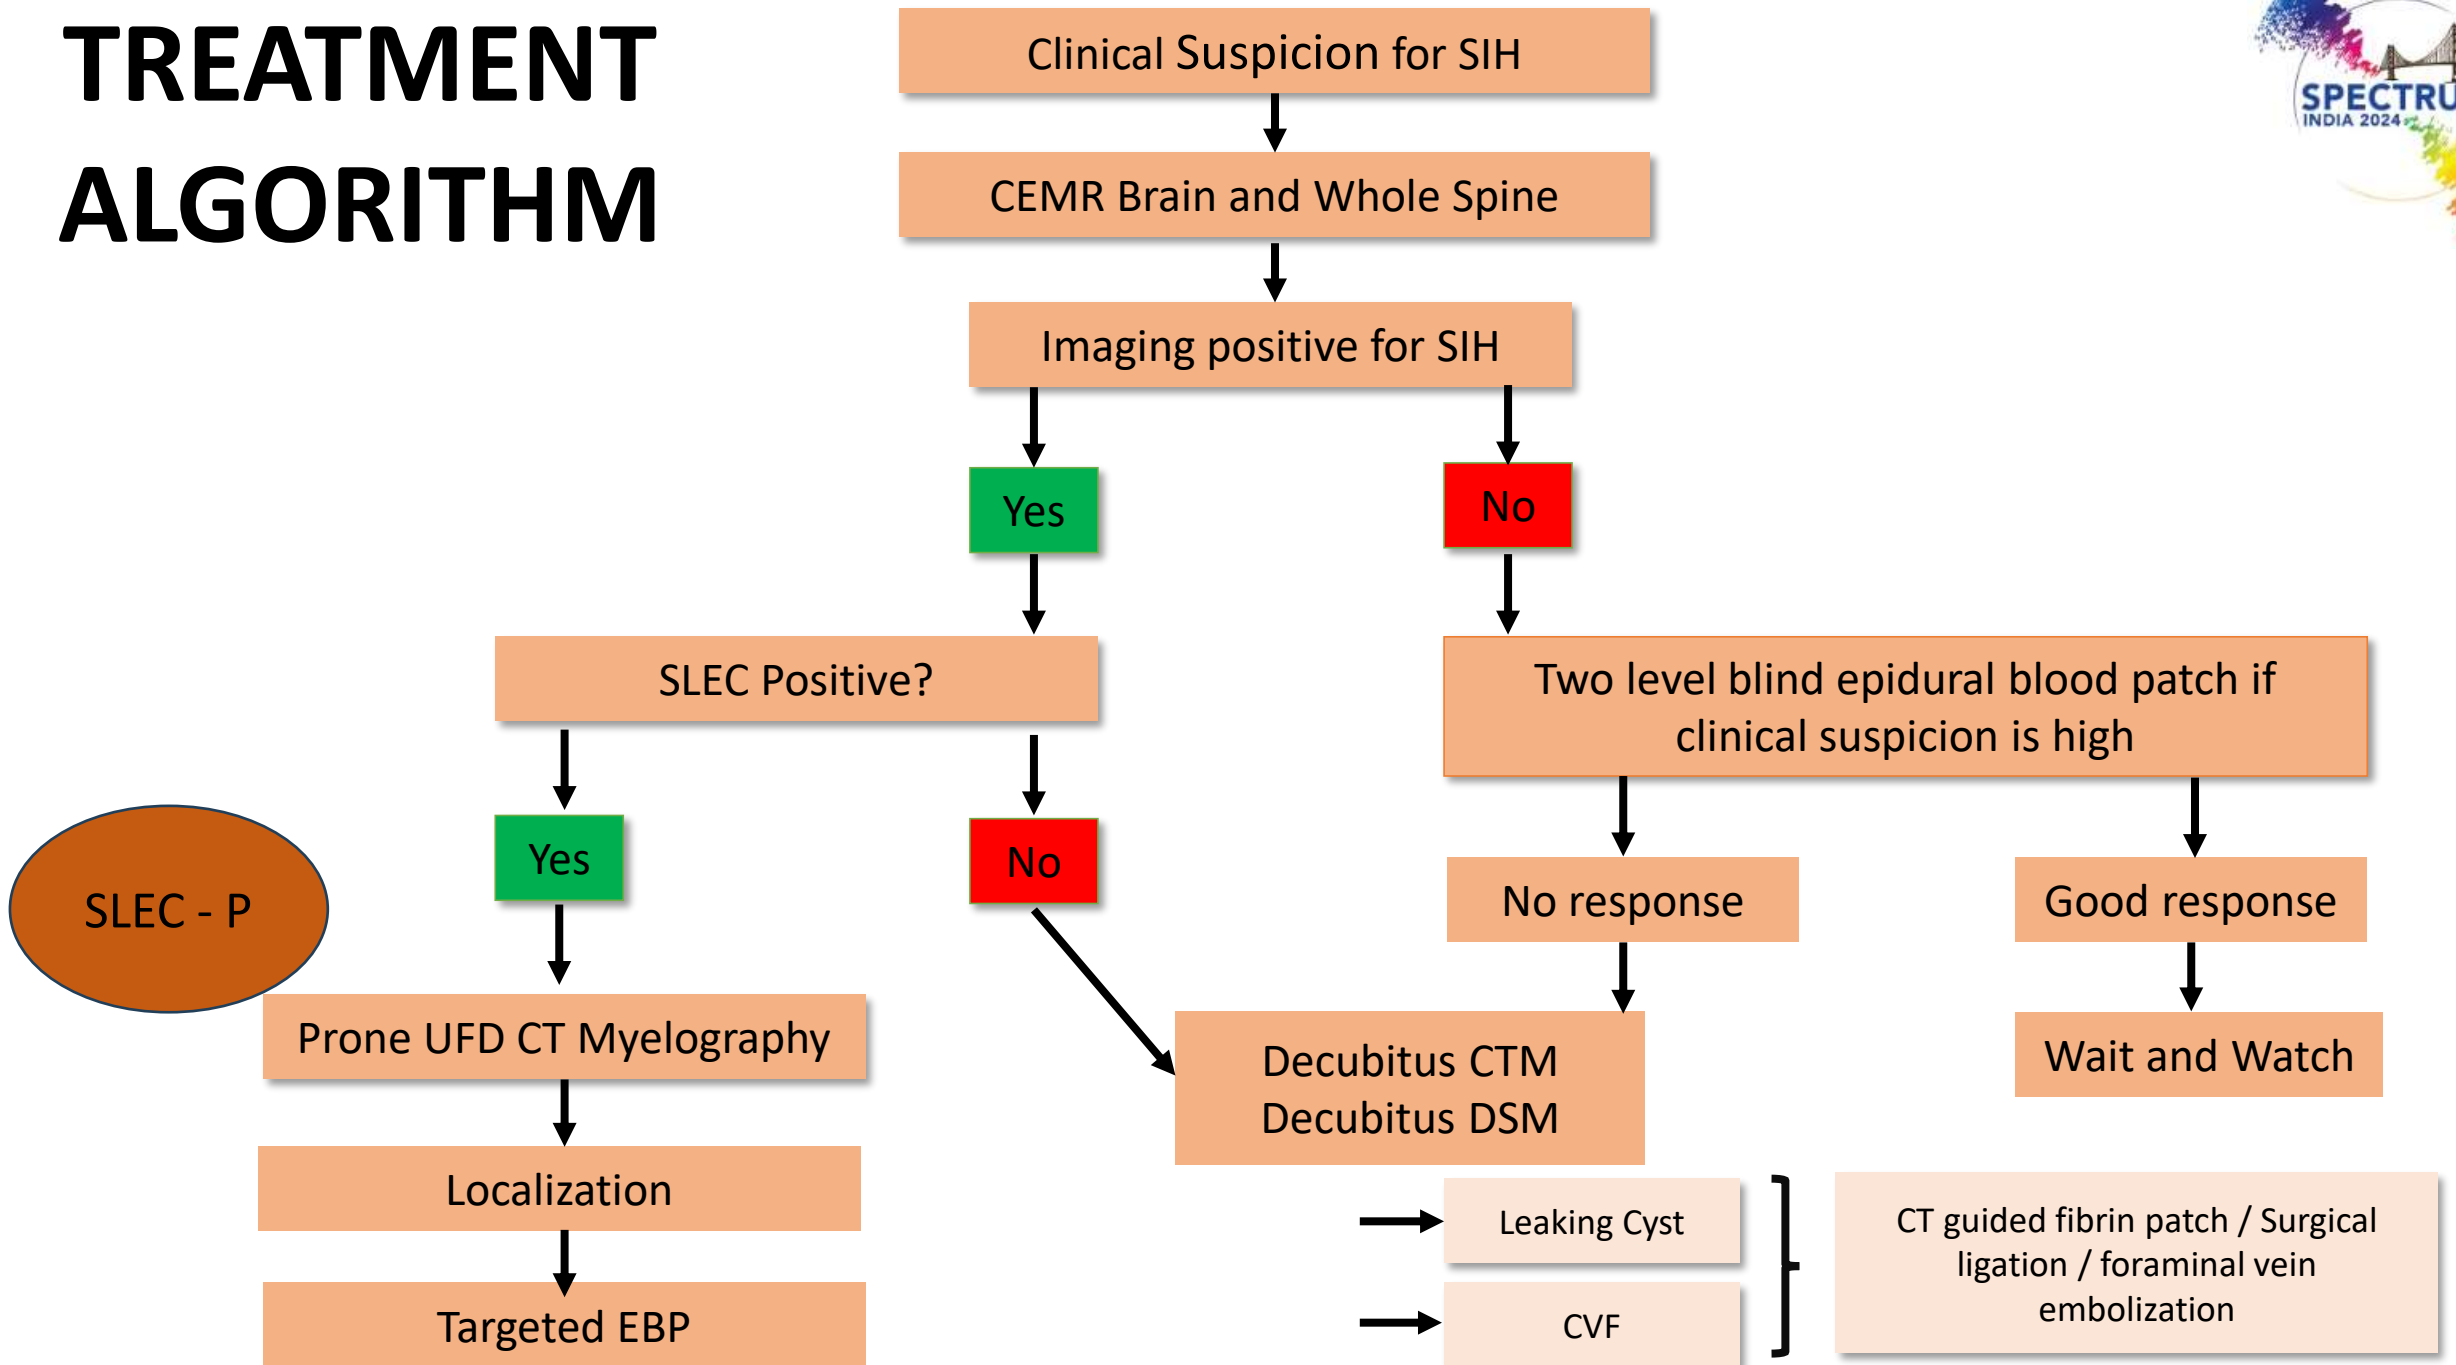 TREATMENT
ALGORITHM
Clinical Suspicion for SIH
SPECTRU
INDIA 2024
CEMR Brain and Whole Spine
Imaging positive for SIH
Yes
No
SLEC Positive?
Two level blind epidural blood patch if
clinical suspicion is high
Yes
No
SLEC - P
No response
Good response
Prone UFD CT Myelography
Decubitus CTM
Decubitus DSM
Wait and Watch
Localization
Leaking Cyst
CT guided fibrin patch / Surgical
ligation / foraminal vein
embolization
Targeted EBP
CVF